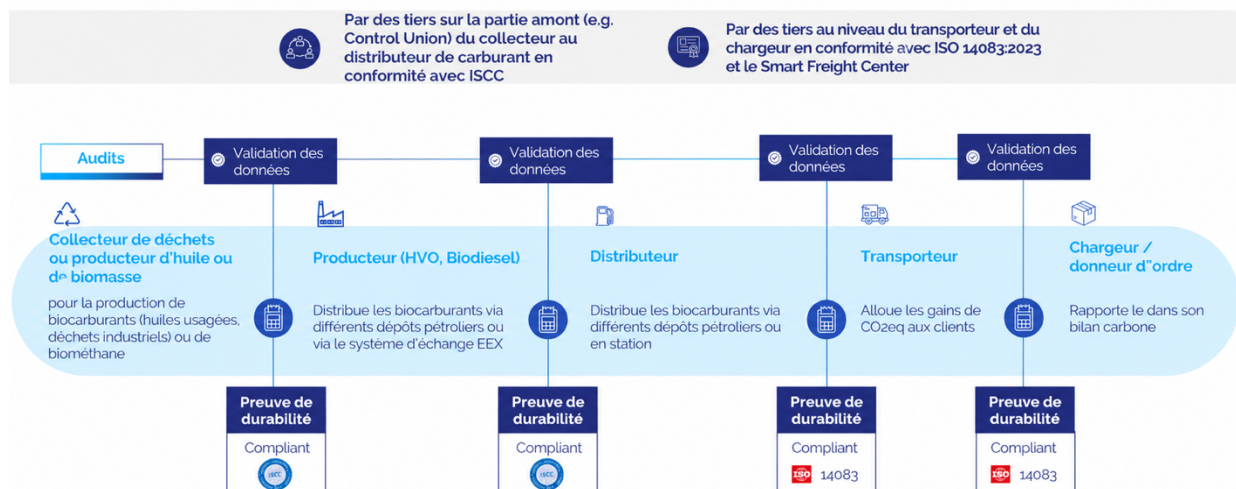 Par des tiers sur la partie amont (e.g.
Control Union) du collecteur au
distributeur de carburant en
conformité avec ISCC
Par des tiers au niveau du transporteur et du
chargeur en conformité avec ISO 14083:2023
et le Smart Freight Center
Audits
Validation des
données
Validation des
données
Validation des
données
Validation des
données
Collecteur de déchets
ou producteur d'huile ou
de biomasse
pour la production de
biocarburants (huiles usagées,
déchets industriels) ou de
biométhane
Producteur (HVO, Biodiesel)
Distribue les biocarburants via
différents dépôts pétroliers ou
via le système d'échange EEX
Distributeur
Distribue les biocarburants via
différents dépôts pétroliers ou
en station
Transporteur
Alloue les gains de
CO2eq aux clients
Chargeur /
donneur d"ordre
Rapporte le dans son
bilan carbone
Preuve de
durabilité
Compliant
ISCC
Preuve de
durabilité
Compliant
ISCC
Preuve de
durabilité
Compliant
ISO 14083
Preuve de
durabilité
Compliant
ISO 14083